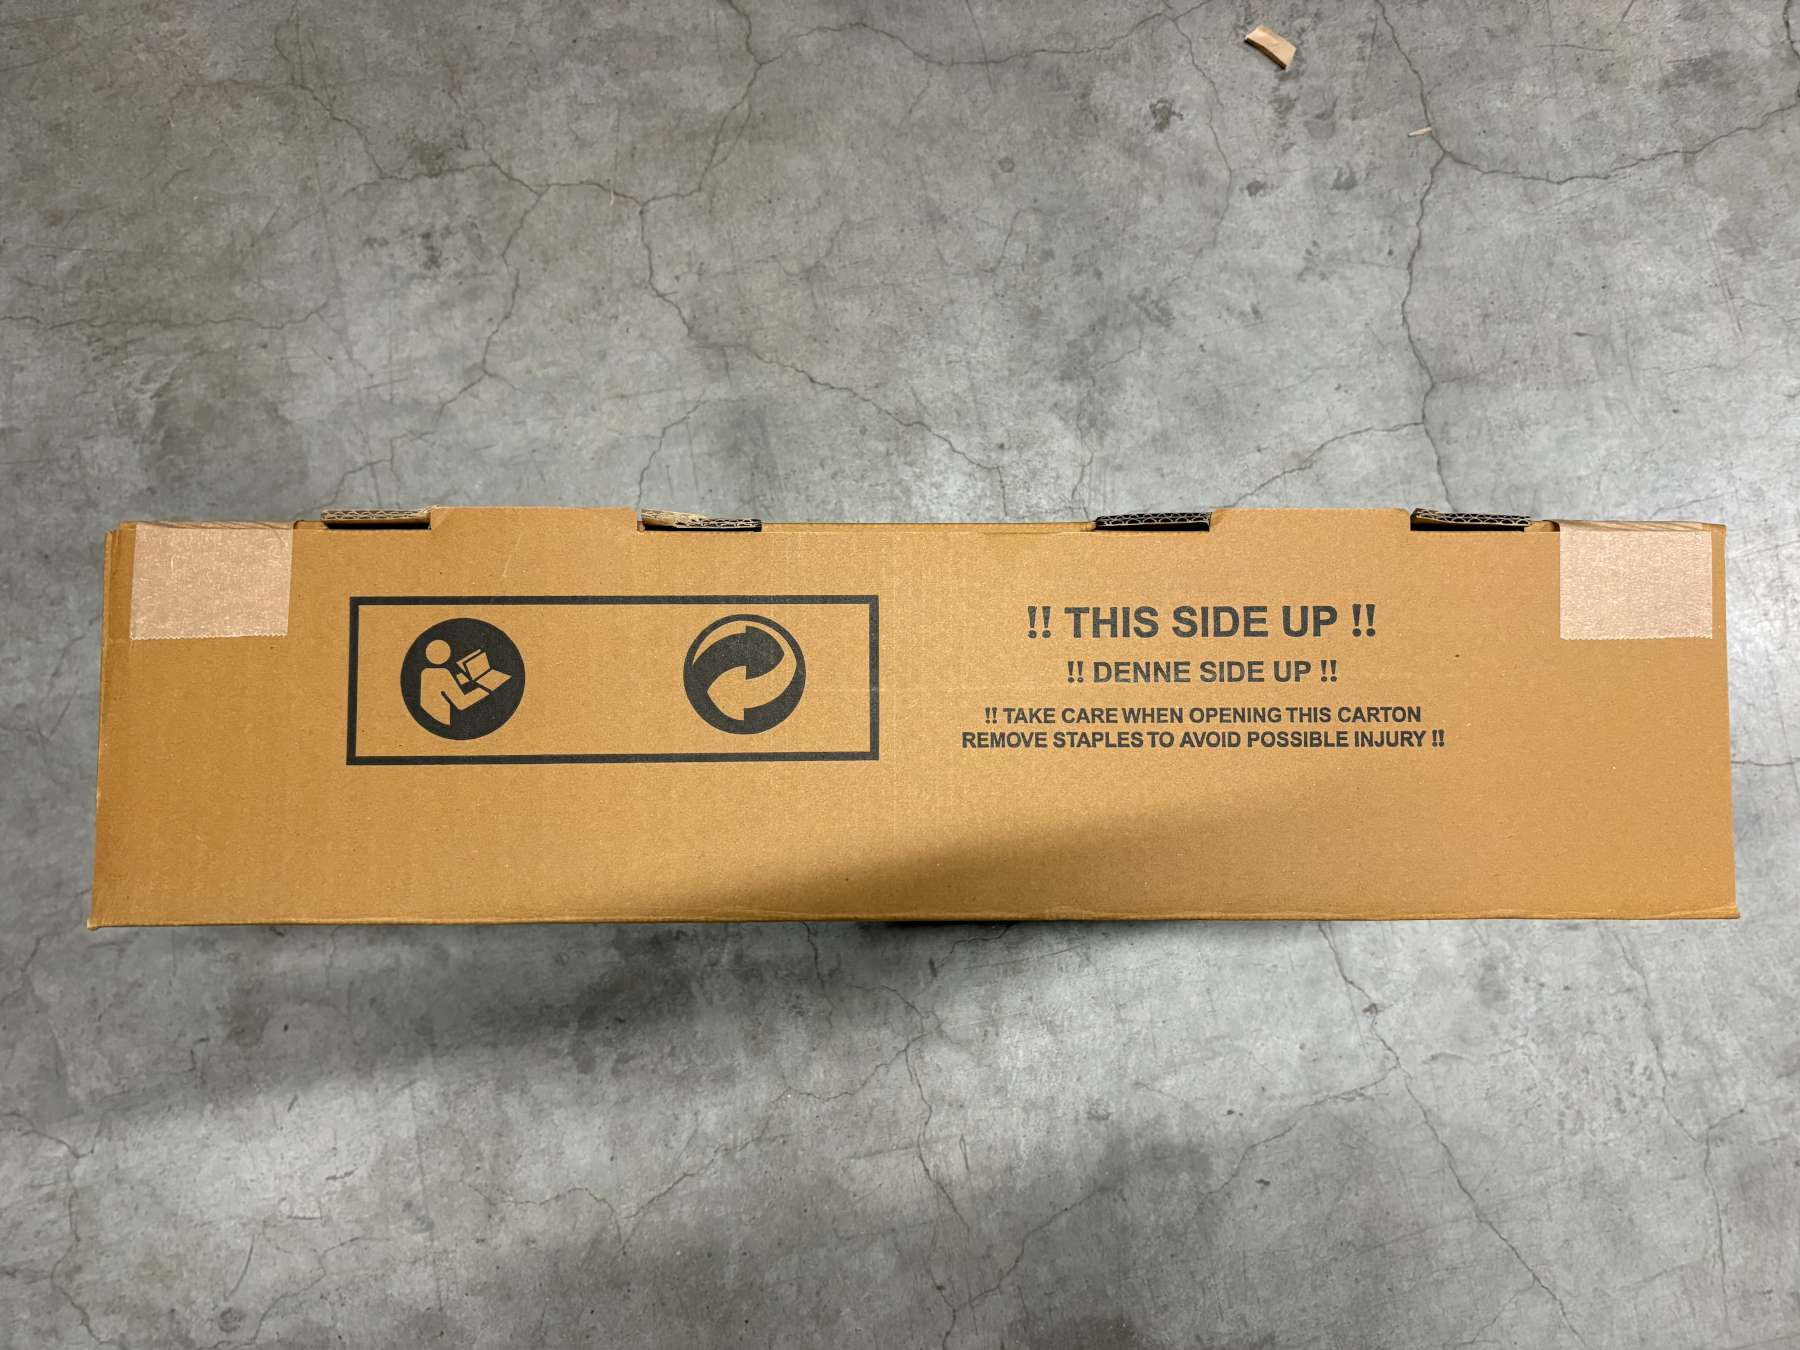 !! THIS SIDE UP !!
!! DENNE SIDE UP !!
!! TAKE CARE WHEN OPENING THIS CARTON
REMOVE STAPLES TO AVOID POSSIBLE INJURY !!